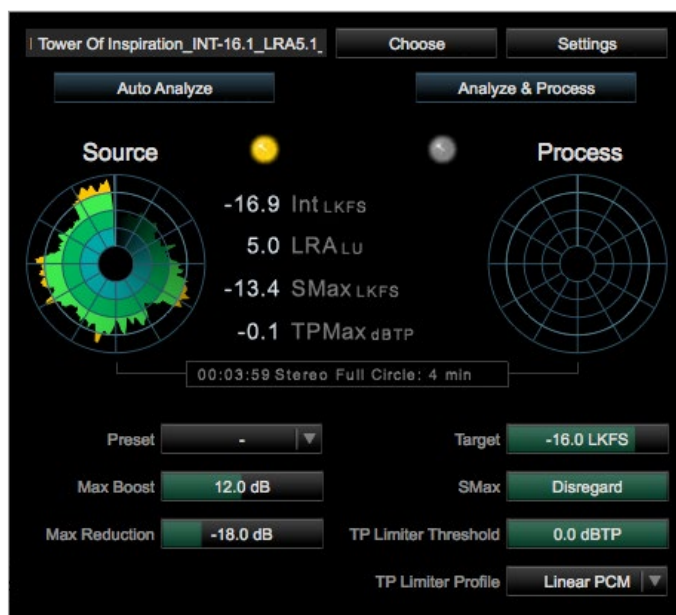 Tower Of Inspiration_INT-16.1_LRA5.1_ Choose Settings
Auto Analyze Analyze & Process
Source Process
-16.9 Int LKFS
5.0 LRA LU
-13.4 SMax LKFS
-0.1 TPMax dBTP
00:03:59 Stereo Full Circle: 4 min
Preset - Target -16.0 LKFS
Max Boost 12.0 dB SMax Disregard
Max Reduction -18.0 dB TP Limiter Threshold 0.0 dBTP
TP Limiter Profile Linear PCM